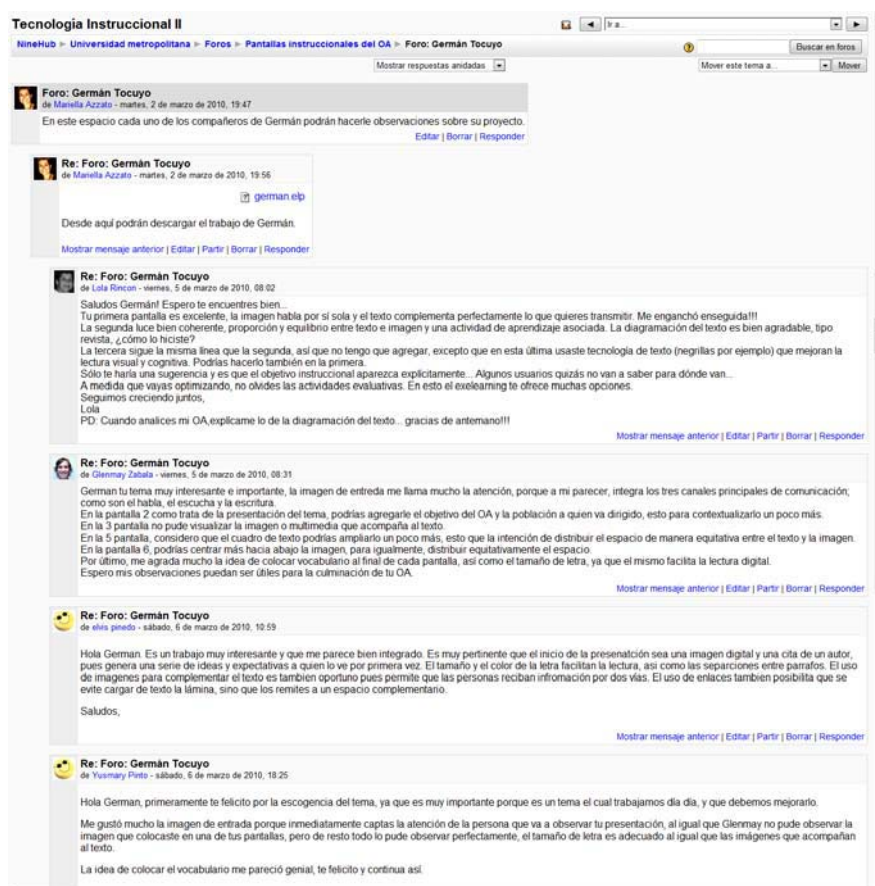 Tecnologia Instruccional II
Ir a...
NineHub ► Universidad metropolitana ► Foros ► Pantallas instruccionales del OA ► Foro: Germán Tocuyo
Buscar en foros
Mostrar respuestas anidadas
Mover este tema a...
Mover
Foro: Germán Tocuyo
de Mariella Azzato - martes, 2 de marzo de 2010, 19:47
En este espacio cada uno de los compañeros de Germán podrán hacerle observaciones sobre su proyecto.
Editar | Borrar | Responder
Re: Foro: Germán Tocuyo
de Mariella Azzato - martes, 2 de marzo de 2010, 19:56
german.elp
Desde aquí podrán descargar el trabajo de Germán.
Mostrar mensaje anterior | Editar | Partir | Borrar | Responder
Re: Foro: Germán Tocuyo
de Lola Rincon - viernes, 5 de marzo de 2010, 08:02
Saludos Germán! Espero te encuentres bien...
Tu primera pantalla es excelente, la imagen habla por sí sola y el texto complementa perfectamente lo que quieres transmitir. Me enganchó enseguida!!!
La segunda luce bien coherente, proporción y equilibrio entre texto e imagen y una actividad de aprendizaje asociada. La diagramación del texto es bien agradable, tipo
revista, ¿cómo lo hiciste?
La tercera sigue la misma línea que la segunda, así que no tengo que agregar, excepto que en esta última usaste tecnología de texto (negrillas por ejemplo) que mejoran la
lectura visual y cognitiva. Podrías hacerlo también en la primera.
Sólo te haría una sugerencia y es que el objetivo instruccional aparezca explícitamente... Algunos usuarios quizás no van a saber para dónde van...
A medida que vayas optimizando, no olvides las actividades evaluativas. En esto el exelearning te ofrece muchas opciones.
Seguimos creciendo juntos,
Lola
PD: Cuando analices mi OA,explícame lo de la diagramación del texto... gracias de antemano!!!
Mostrar mensaje anterior | Editar | Partir | Borrar | Responder
Re: Foro: Germán Tocuyo
de Glenmay Zabala - viernes, 5 de marzo de 2010, 08:31
German tu tema muy interesante e importante, la imagen de entreda me llama mucho la atención, porque a mi parecer, integra los tres canales principales de comunicación;
como son el habla, el escucha y la escritura.
En la pantalla 2 como trata de la presentación del tema, podrías agregarle el objetivo del OA y la población a quien va dirigido, esto para contextualizarlo un poco más.
En la 3 pantalla no pude visualizar la imagen o multimedia que acompaña al texto.
En la 5 pantalla, considero que el cuadro de texto podrías ampliarlo un poco más, esto que la intención de distribuir el espacio de manera equitativa entre el texto y la imagen.
En la pantalla 6, podrías centrar más hacia abajo la imagen, para igualmente, distribuir equitativamente el espacio.
Por último, me agrada mucho la idea de colocar vocabulario al final de cada pantalla, así como el tamaño de letra, ya que el mismo facilita la lectura digital.
Espero mis observaciones puedan ser útiles para la culminación de tu OA.
Mostrar mensaje anterior | Editar | Partir | Borrar | Responder
Re: Foro: Germán Tocuyo
de elvis pinedo - sábado, 6 de marzo de 2010, 10:59
Hola German. Es un trabajo muy interesante y que me parece bien integrado. Es muy pertinente que el inicio de la presenatción sea una imagen digital y una cita de un autor,
pues genera una serie de ideas y expectativas a quien lo ve por primera vez. El tamaño y el color de la letra facilitan la lectura, asi como las separciones entre parrafos. El uso
de imagenes para complementar el texto es tambien oportuno pues permite que las personas reciban infromación por dos vías. El uso de enlaces tambien posibilita que se
evite cargar de texto la lámina, sino que los remites a un espacio complementario.
Saludos,
Mostrar mensaje anterior | Editar | Partir | Borrar | Responder
Re: Foro: Germán Tocuyo
de Yusmary Pinto - sábado, 6 de marzo de 2010, 18:25
Hola German, primeramente te felicito por la escogencia del tema, ya que es muy importante porque es un tema el cual trabajamos día día, y que debemos mejorarlo.
Me gustó mucho la imagen de entrada porque inmediatamente captas la atención de la persona que va a observar tu presentación, al igual que Glenmay no pude observar la
imagen que colocaste en una de tus pantallas, pero de resto todo lo pude observar perfectamente, el tamaño de letra es adecuado al igual que las imágenes que acompañan
al texto.
La idea de colocar el vocabulario me pareció genial, te felicito y continua así.